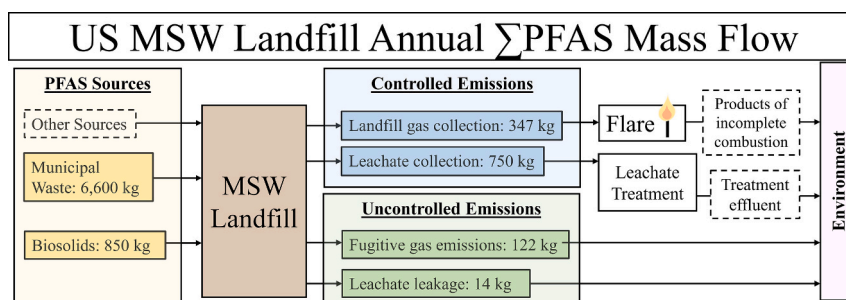 US MSW Landfill Annual ∑PFAS Mass Flow
PFAS Sources
Other Sources
Municipal
Waste: 6,600 kg
Biosolids: 850 kg
MSW
Landfill
Controlled Emissions
Landfill gas collection: 347 kg
Leachate collection: 750 kg
Uncontrolled Emissions
Fugitive gas emissions: 122 kg
Leachate leakage: 14 kg
Flare
Products of
incomplete
combustion
Leachate
Treatment
Treatment
effluent
Environment